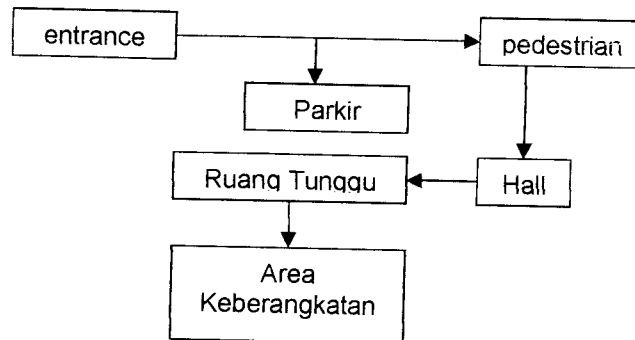 entrance
pedestrian
Parkir
Ruang Tunggu
Hall
Area
Keberangkatan